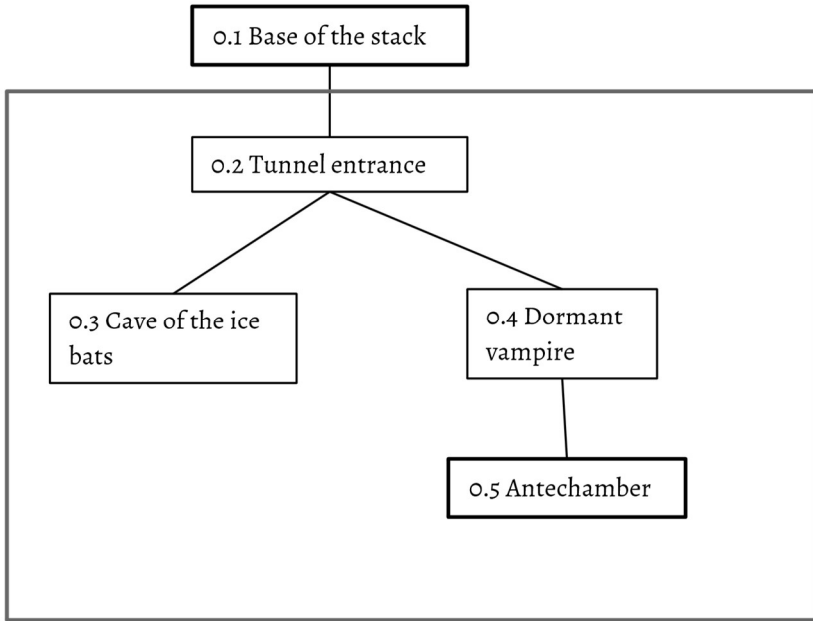 0.1 Base of the stack
0.2 Tunnel entrance
0.3 Cave of the ice
bats
0.4 Dormant
vampire
0.5 Antechamber